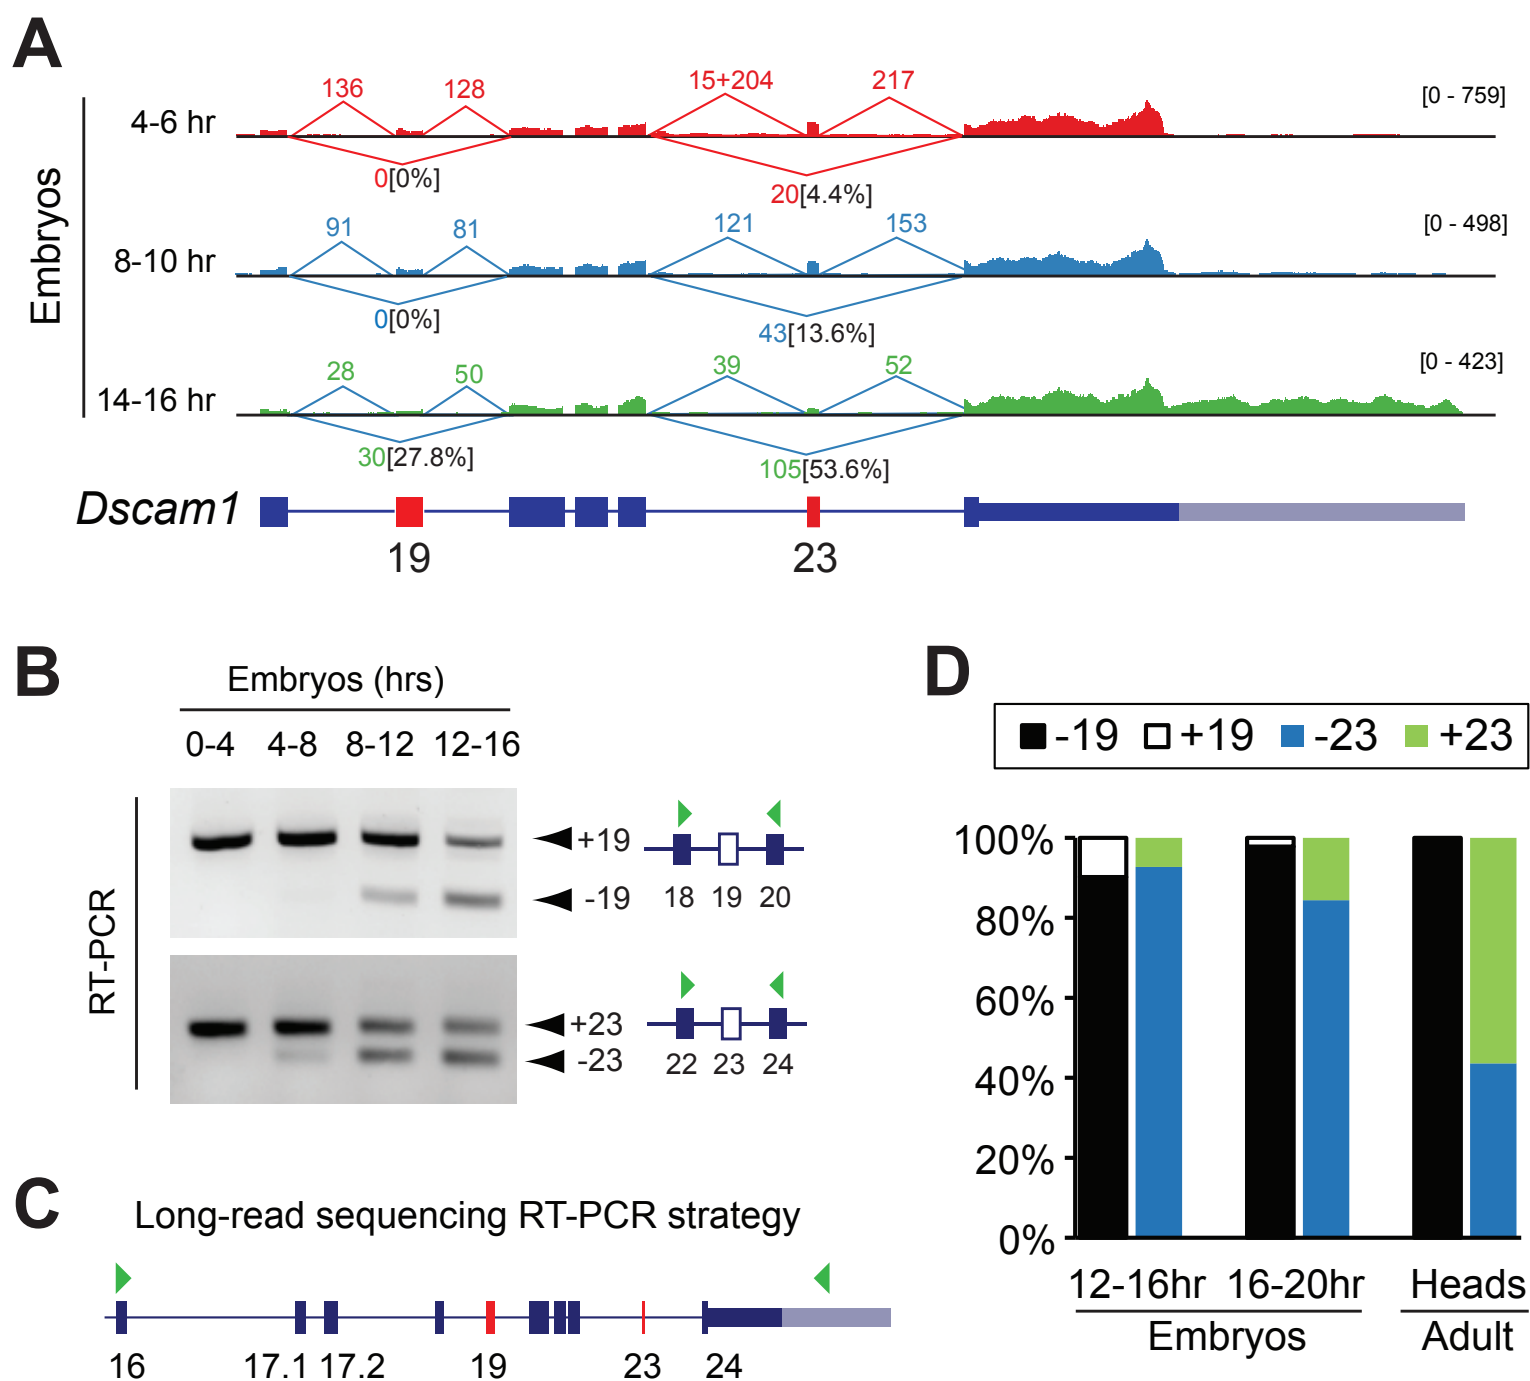 A
Embryos
4-6 hr
136
128
15+204
217
[0 - 759]
0[0%]
20[4.4%]
8-10 hr
91
81
121
153
[0 - 498]
0[0%]
43[13.6%]
14-16 hr
28
50
39
52
[0 - 423]
30[27.8%]
105[53.6%]
Dscam1
19
23
B
Embryos (hrs)
0-4 4-8 8-12 12-16
RT-PCR
+19
-19
18 19 20
+23
-23
22 23 24
C
Long-read sequencing RT-PCR strategy
16 17.1 17.2 19 23 24
D
-19 +19 -23 +23
100%
80%
60%
40%
20%
0%
12-16hr 16-20hr Heads
Embryos Adult